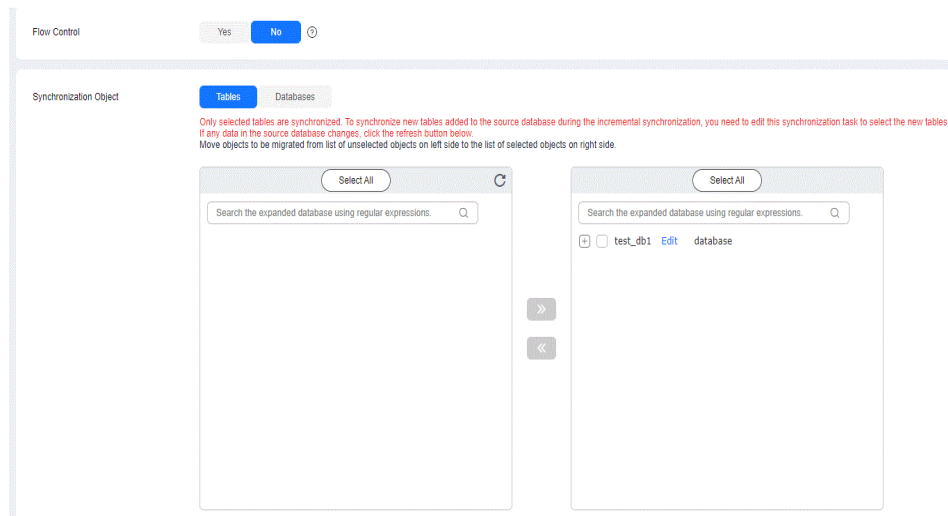 Flow Control Yes No ?
Synchronization Object Tables Databases
Only selected tables are synchronized. To synchronize new tables added to the source database during the incremental synchronization, you need to edit this synchronization task to select the new tables
If any data in the source database changes, click the refresh button below.
Move objects to be migrated from list of unselected objects on left side to the list of selected objects on right side.
Select All Select All
Search the expanded database using regular expressions. Search the expanded database using regular expressions.
test_db1 Edit database